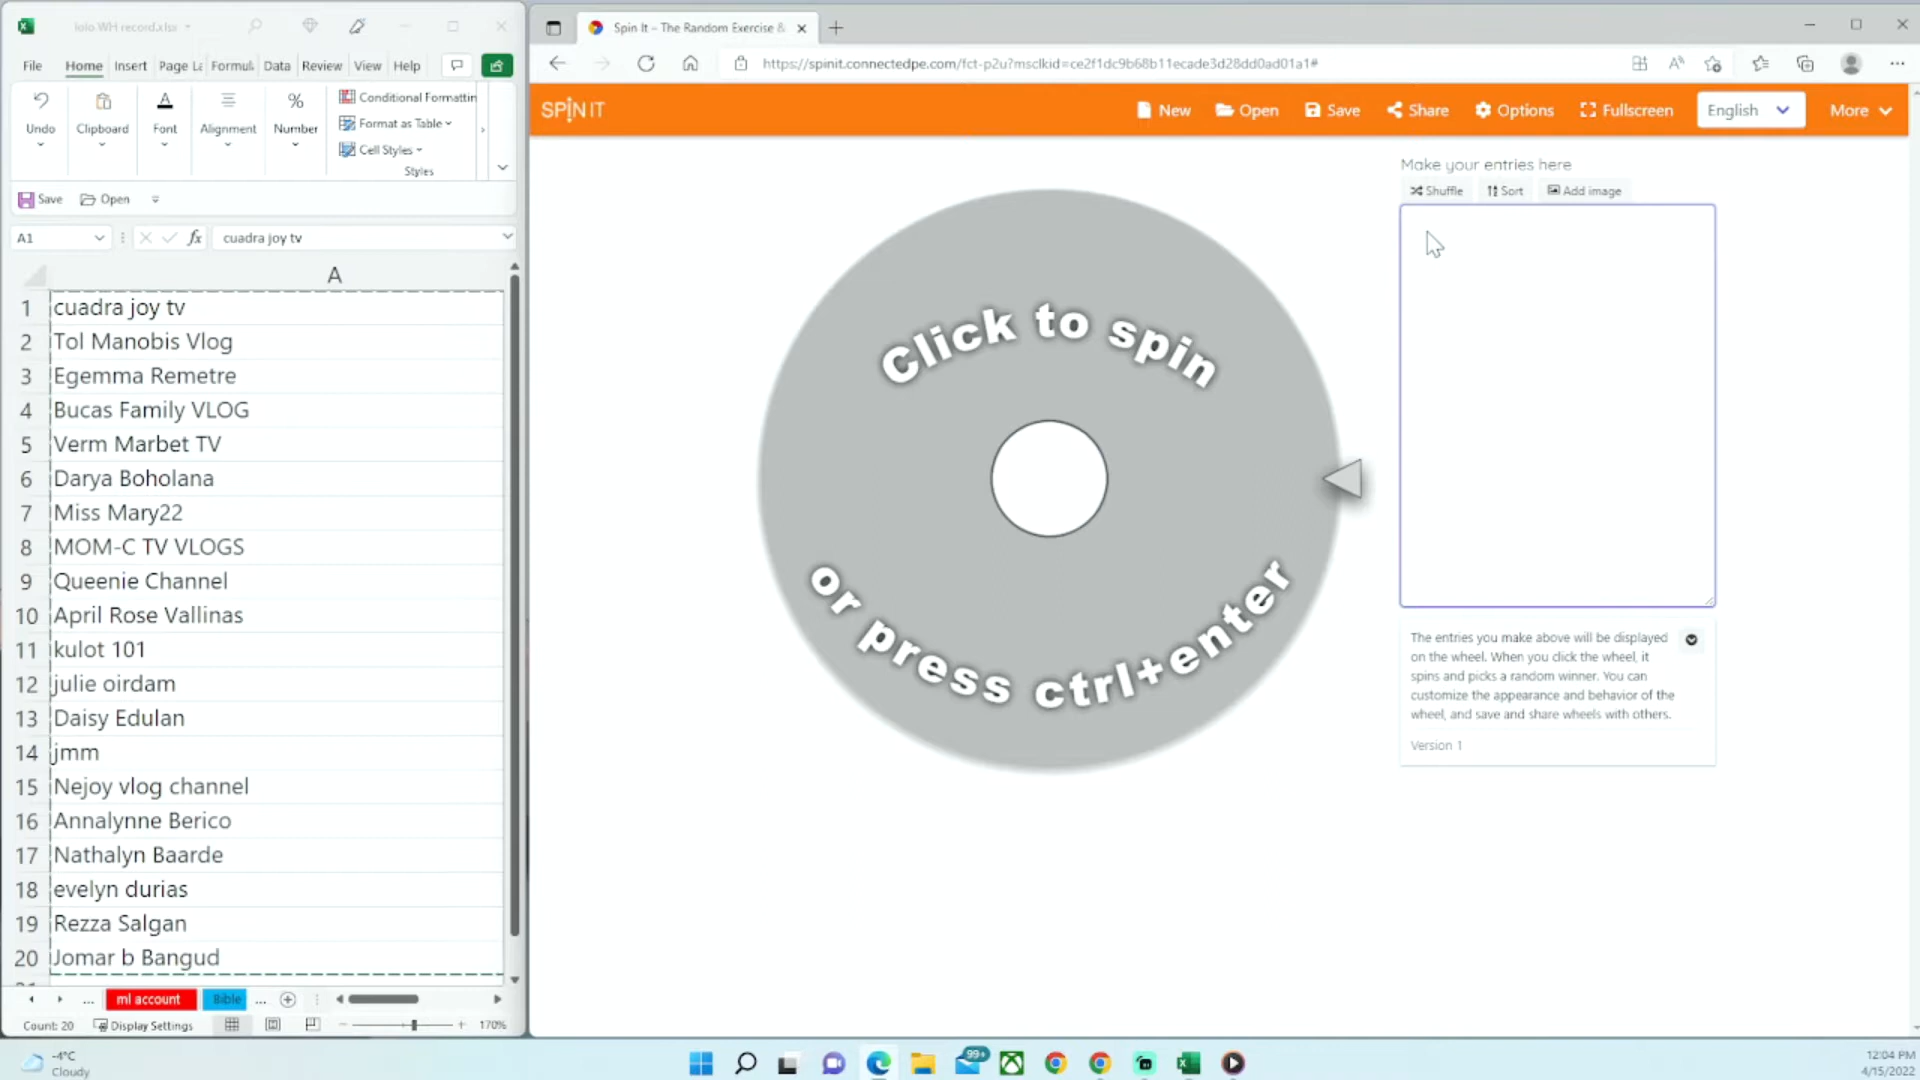 lolo WH record.xlsx
File Home Insert Page La Formula Data Review View Help
Undo Clipboard Font Alignment Number
Conditional Formattin
Format as Table
Cell Styles
Styles
Save Open
A1 fx cuadra joy tv
A
1 cuadra joy tv
2 Tol Manobis Vlog
3 Egemma Remetre
4 Bucas Family VLOG
5 Verm Marbet TV
6 Darya Boholana
7 Miss Mary22
8 MOM-C TV VLOGS
9 Queenie Channel
10 April Rose Vallinas
11 kulot 101
12 julie oirdam
13 Daisy Edulan
14 jmm
15 Nejoy vlog channel
16 Annalynne Berico
17 Nathalyn Baarde
18 evelyn durias
19 Rezza Salgan
20 Jomar b Bangud
... ml account Bible ...
Count: 20 Display Settings 170%
Spin It – The Random Exercise &
https://spinit.connectedpe.com/fct-p2u?msclkid=ce2f1dc9b68b11ecade3d28dd0ad01a1#
SPIN IT New Open Save Share Options Fullscreen English More
Make your entries here
Shuffle Sort Add image
Click to spin
or press ctrl+enter
The entries you make above will be displayed
on the wheel. When you click the wheel, it
spins and picks a random winner. You can
customize the appearance and behavior of the
wheel, and save and share wheels with others.
Version 1
-4°C
Cloudy
99+
12:04 PM
4/15/2022